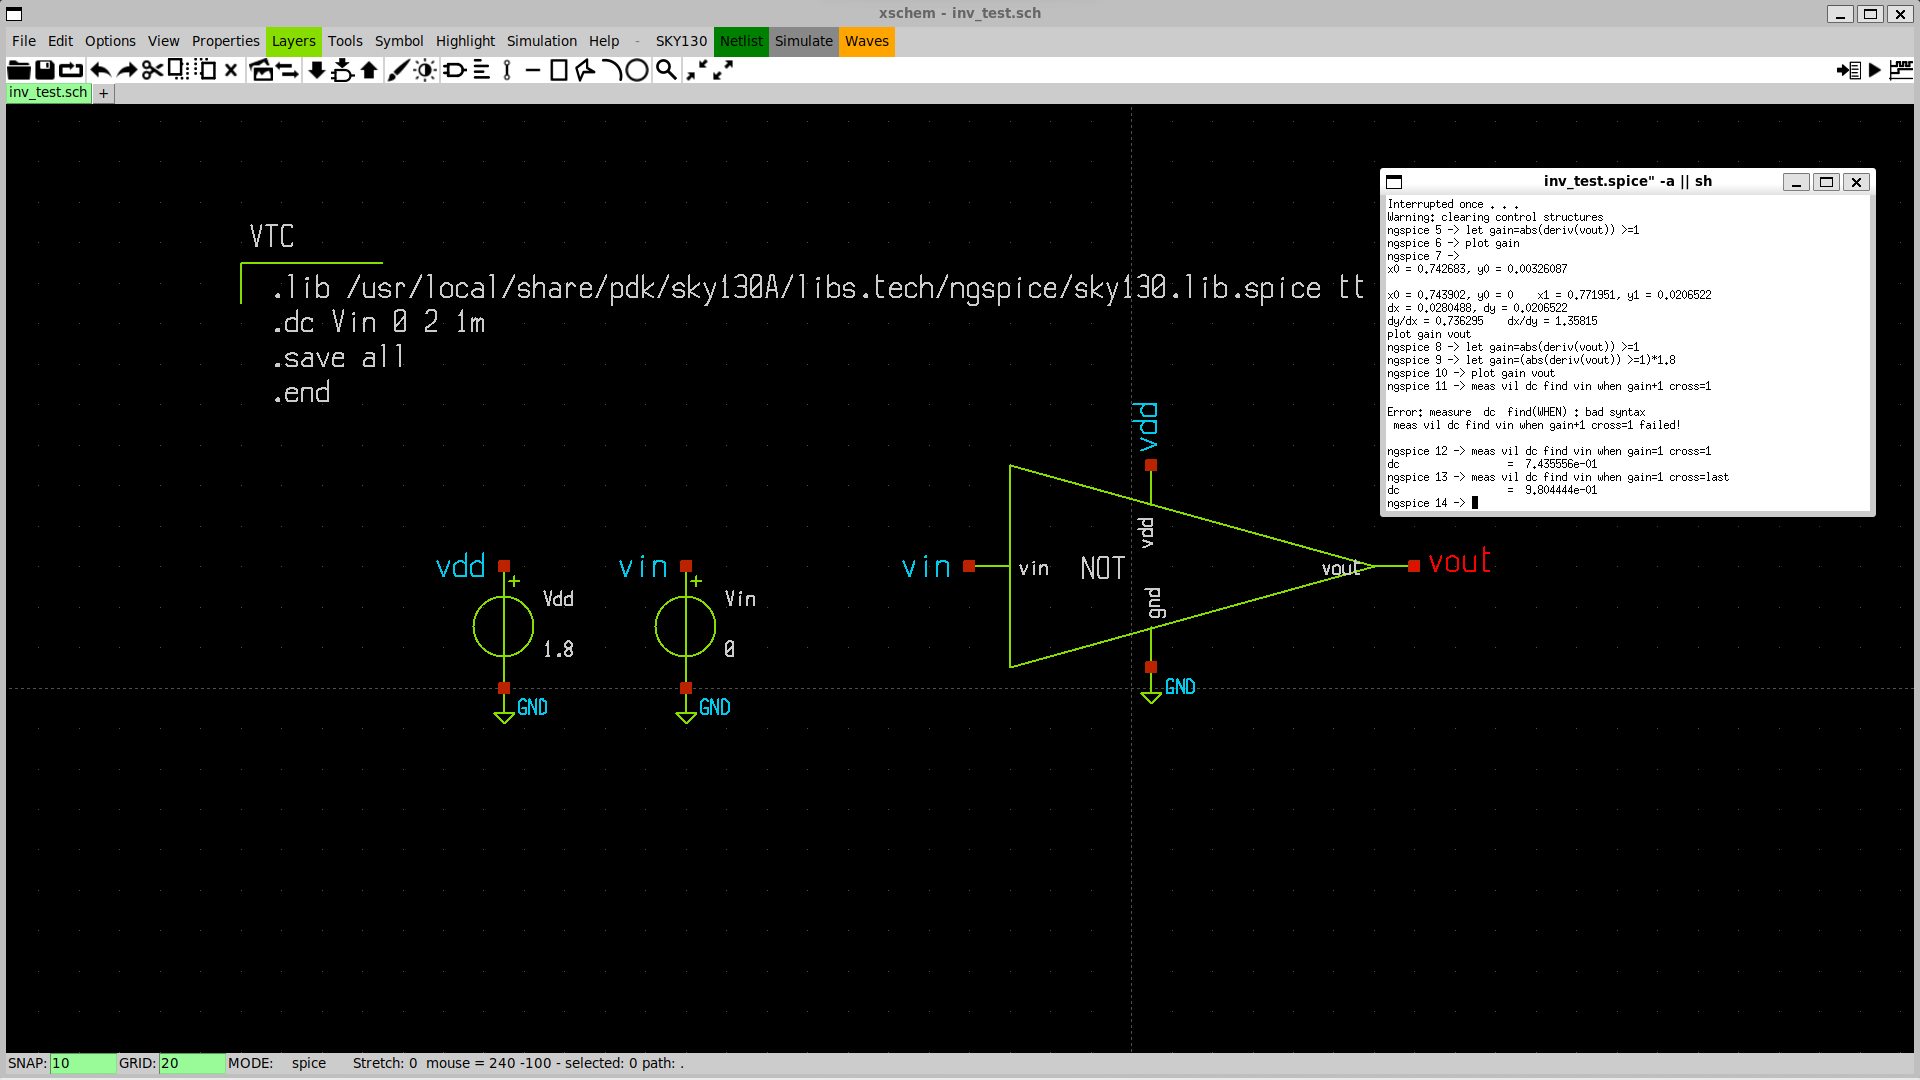 xschem - inv_test.sch
File Edit Options View Properties Layers Tools Symbol Highlight Simulation Help - SKY130 Netlist Simulate Waves
inv_test.sch +
VTC
.lib /usr/local/share/pdk/sky130A/libs.tech/ngspice/sky130.lib.spice tt
.dc Vin 0 2 1m
.save all
.end
inv_test.spice" -a || sh
Interrupted once . . .
Warning: clearing control structures
ngspice 5 -> let gain=abs(deriv(vout)) >=1
ngspice 6 -> plot gain
ngspice 7 ->
x0 = 0.742683, y0 = 0.00326087
x0 = 0.743902, y0 = 0    x1 = 0.771951, y1 = 0.0206522
dx = 0.0280488, dy = 0.0206522
dy/dx = 0.736295    dx/dy = 1.35815
plot gain vout
ngspice 8 -> let gain=abs(deriv(vout)) >=1
ngspice 9 -> let gain=(abs(deriv(vout)) >=1)*1.8
ngspice 10 -> plot gain vout
ngspice 11 -> meas vil dc find vin when gain+1 cross=1
Error: measure  dc  find(WHEN) : bad syntax
meas vil dc find vin when gain+1 cross=1 failed!
ngspice 12 -> meas vil dc find vin when gain=1 cross=1
dc                  =  7.435556e-01
ngspice 13 -> meas vil dc find vin when gain=1 cross=last
dc                  =  9.804444e-01
ngspice 14 ->
vdd
+
Vdd
1.8
GND
vin
+
Vin
0
GND
vdd
vin
vin
NOT
vdd
gnd
vout
vout
GND
SNAP: 10 GRID: 20 MODE: spice Stretch: 0 mouse = 240 -100 - selected: 0 path: .